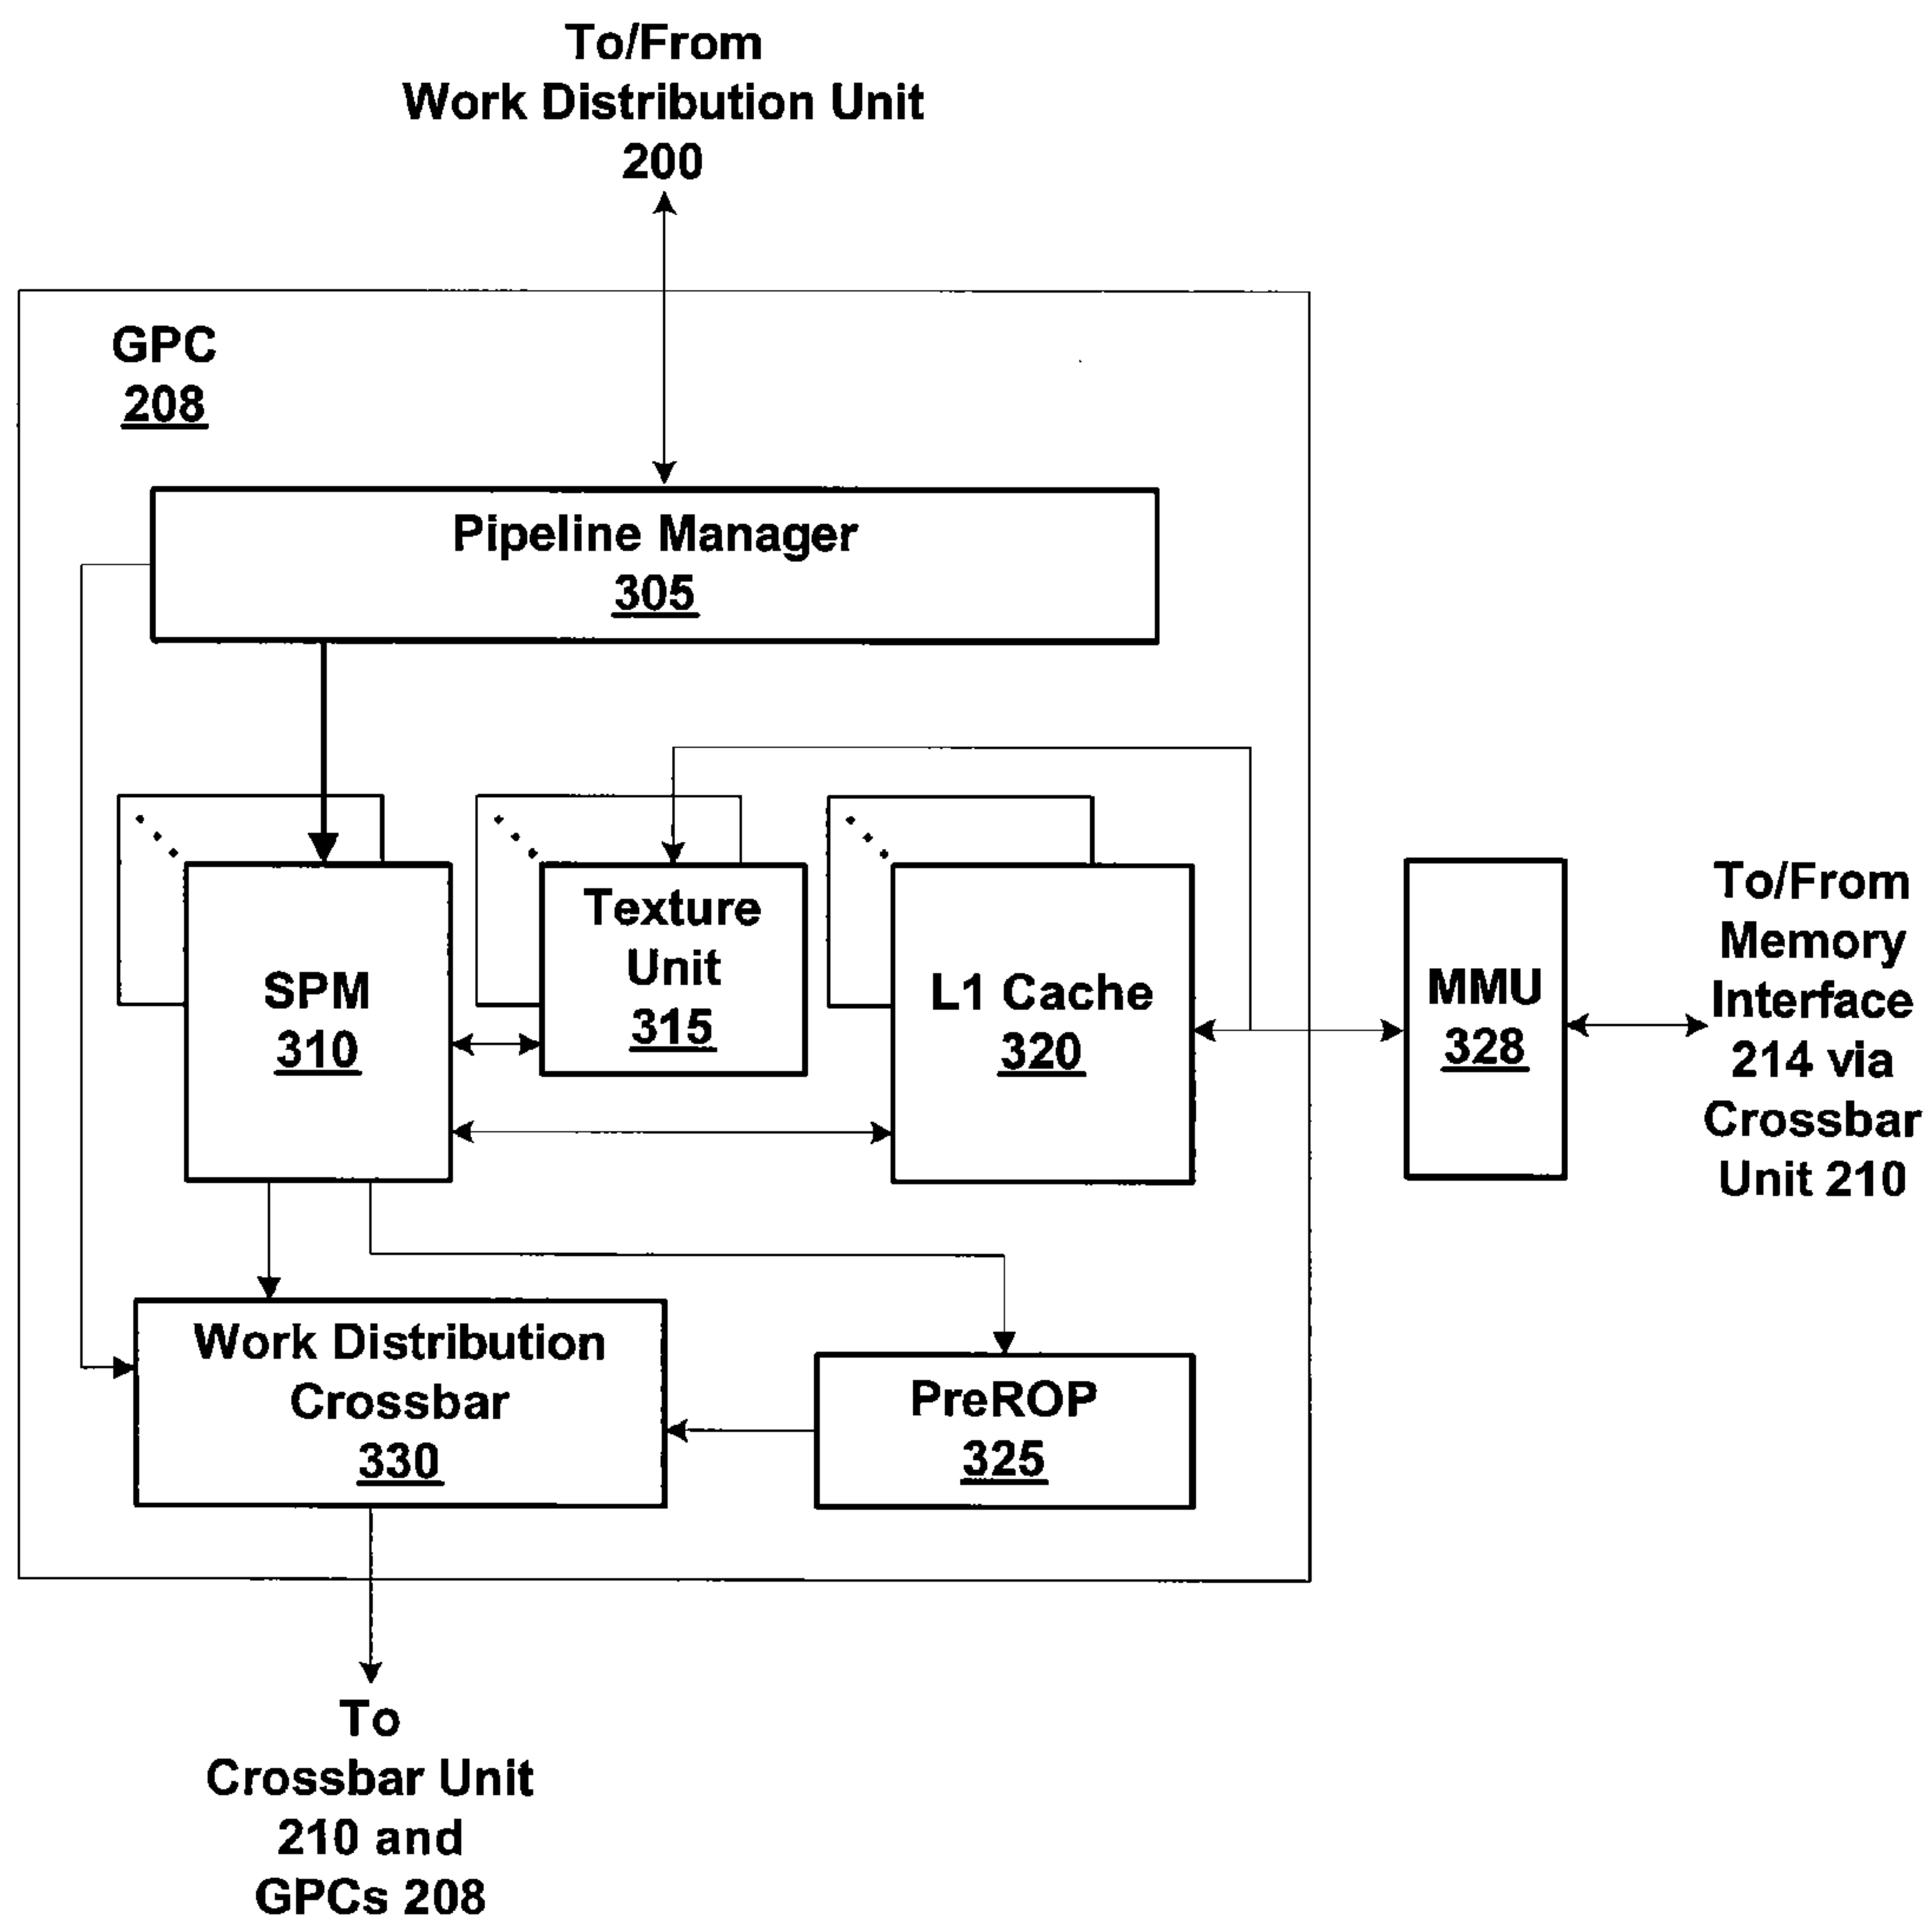 To/From
Work Distribution Unit
200
GPC
208
Pipeline Manager
305
SPM
310
Texture
Unit
315
L1 Cache
320
MMU
328
To/From
Memory
Interface
214 via
Crossbar
Unit 210
Work Distribution
Crossbar
330
PreROP
325
To
Crossbar Unit
210 and
GPCs 208